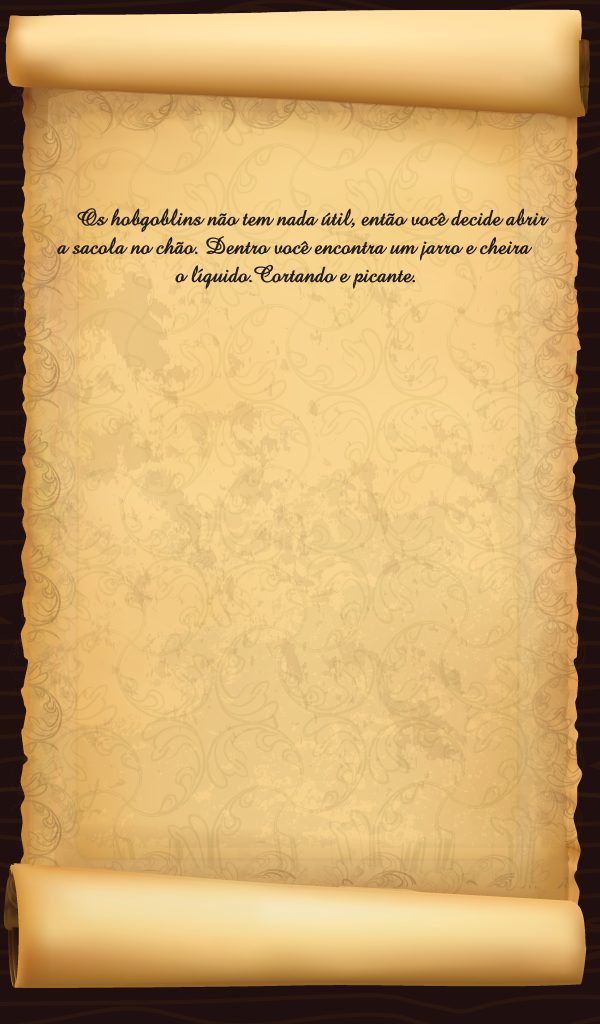 Os hobgoblins não tem nada útil, então você decide abrir
a sacola no chão. Dentro você encontra um jarro e cheira
o líquido.Cortando e picante.